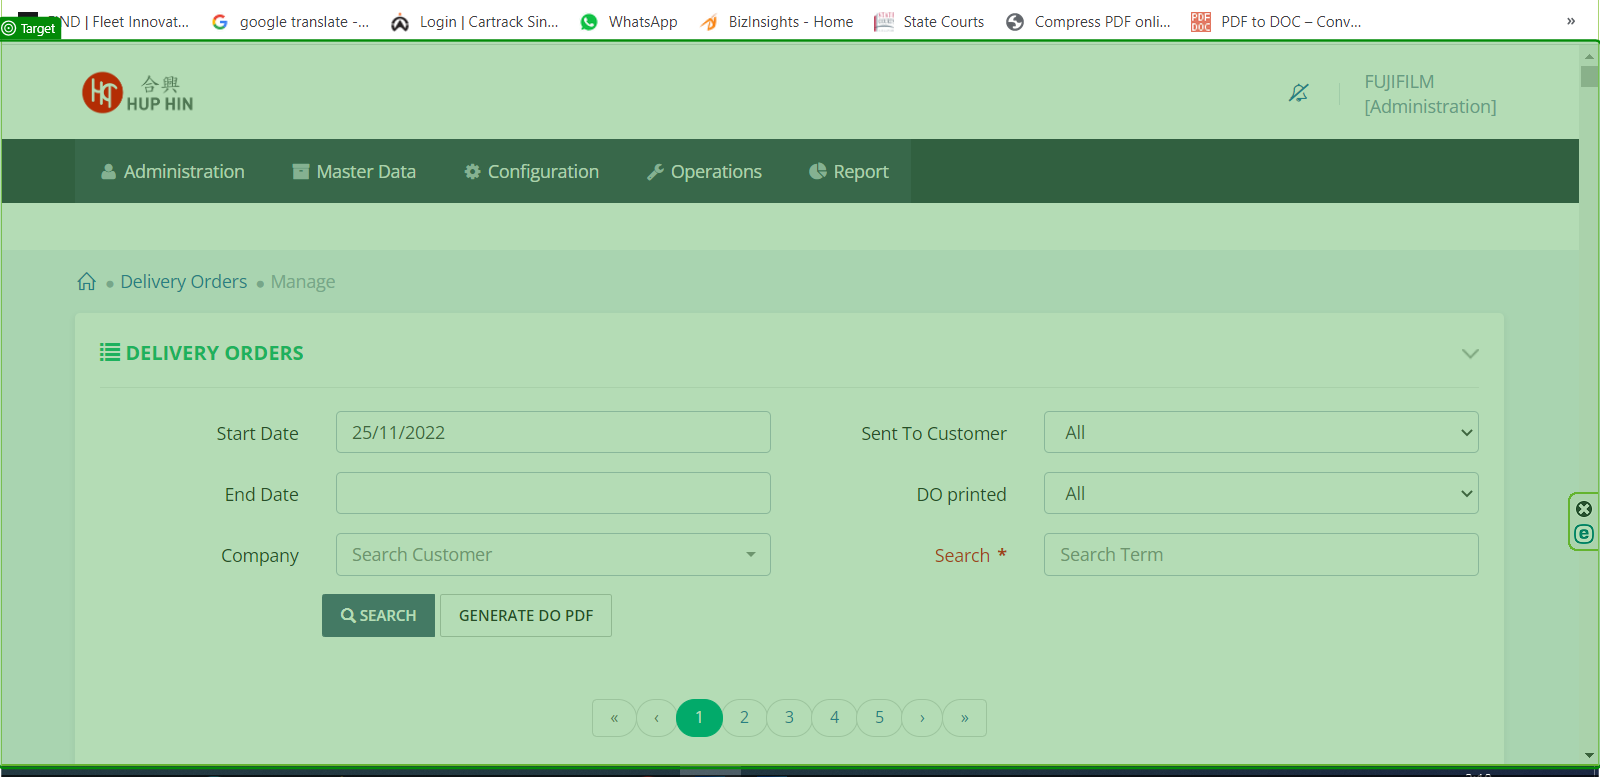 FIND | Fleet Innovat... google translate -... Login | Cartrack Sin... WhatsApp BizInsights - Home State Courts Compress PDF onli... PDF to DOC – Conv... »
Target
合興
HUP HIN
FUJIFILM
[Administration]
Administration Master Data Configuration Operations Report
Delivery Orders Manage
DELIVERY ORDERS
Start Date 25/11/2022 Sent To Customer All
End Date DO printed All
Company Search Customer Search * Search Term
SEARCH GENERATE DO PDF
« ‹ 1 2 3 4 5 › »